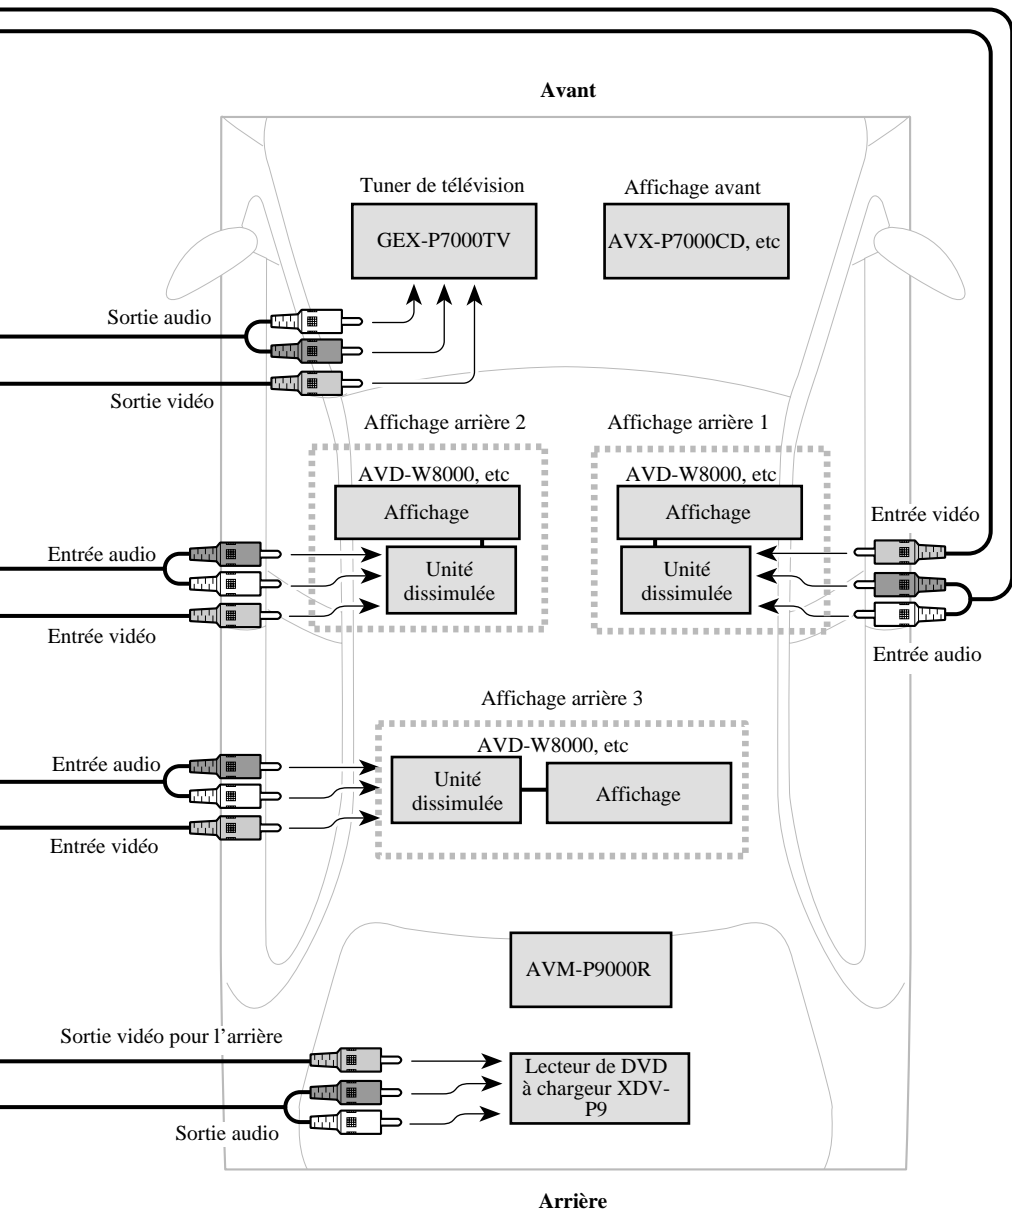 Avant
Tuner de télévision
Affichage avant
GEX-P7000TV
AVX-P7000CD, etc
Sortie audio
Sortie vidéo
Affichage arrière 2
Affichage arrière 1
AVD-W8000, etc
AVD-W8000, etc
Affichage
Affichage
Entrée vidéo
Entrée audio
Unité
dissimulée
Unité
dissimulée
Entrée vidéo
Entrée audio
Affichage arrière 3
AVD-W8000, etc
Entrée audio
Unité
dissimulée
Affichage
Entrée vidéo
AVM-P9000R
Sortie vidéo pour l'arrière
Lecteur de DVD
à chargeur XDV-
P9
Sortie audio
Arrière